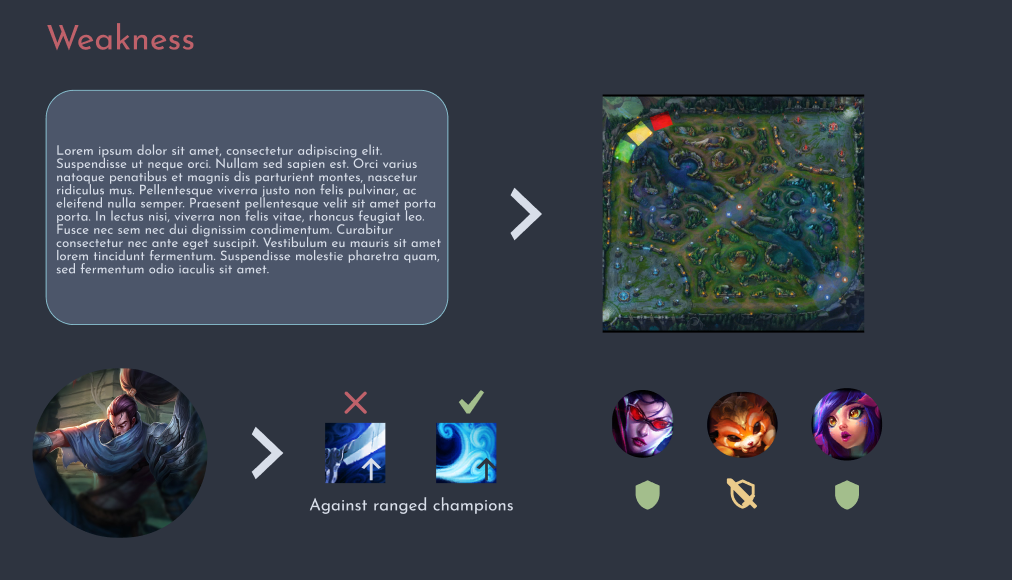 Weakness
Lorem ipsum dolor sit amet, consectetur adipiscing elit.
Suspendisse ut neque orci. Nullam sed sapien est. Orci varius
natoque penatibus et magnis dis parturient montes, nascetur
ridiculus mus. Pellentesque viverra justo non felis pulvinar, ac
eleifend nulla semper. Praesent pellentesque velit sit amet porta
porta. In lectus nisi, viverra non felis vitae, rhoncus feugiat leo.
Fusce nec sem nec dui dignissim condimentum. Curabitur
consectetur nec ante eget suscipit. Vestibulum eu mauris sit amet
lorem tincidunt fermentum. Suspendisse molestie pharetra quam,
sed fermentum odio iaculis sit amet.
Against ranged champions